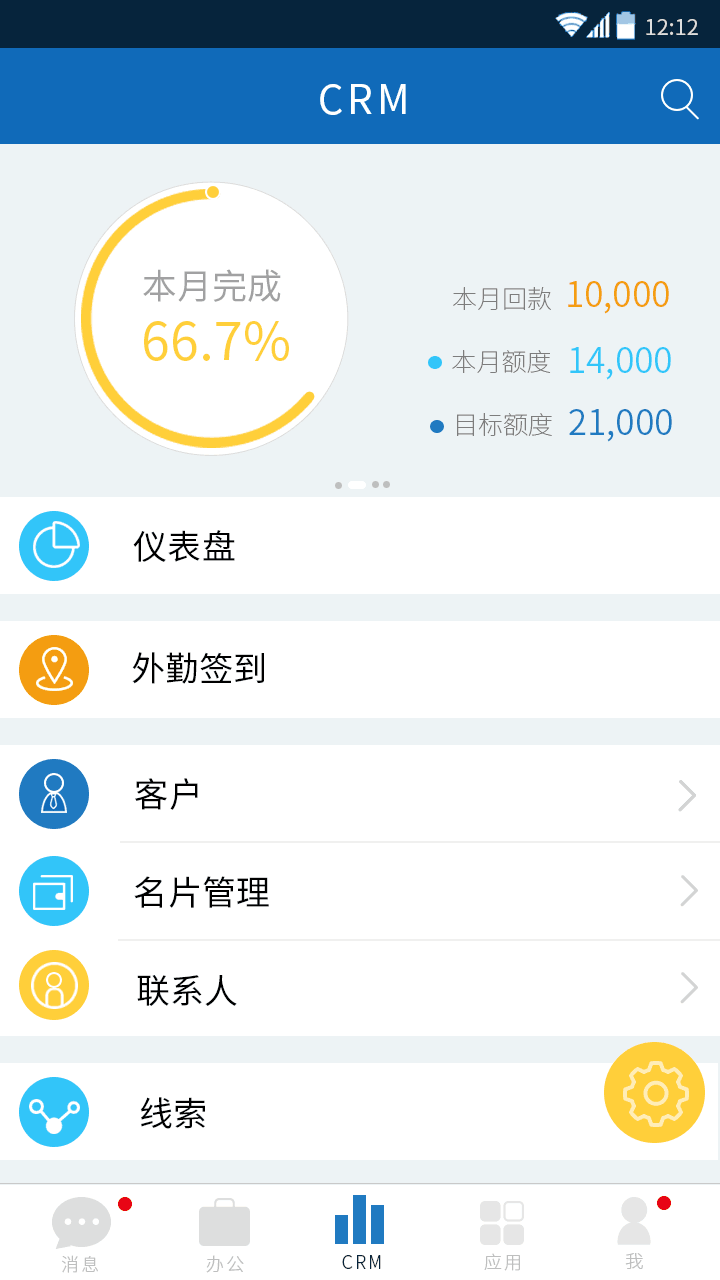 12:12
CRM
本月完成
66.7%
本月回款 10,000
本月额度 14,000
目标额度 21,000
仪表盘
外勤签到
客户
名片管理
联系人
线索
消息 办公 CRM 应用 我